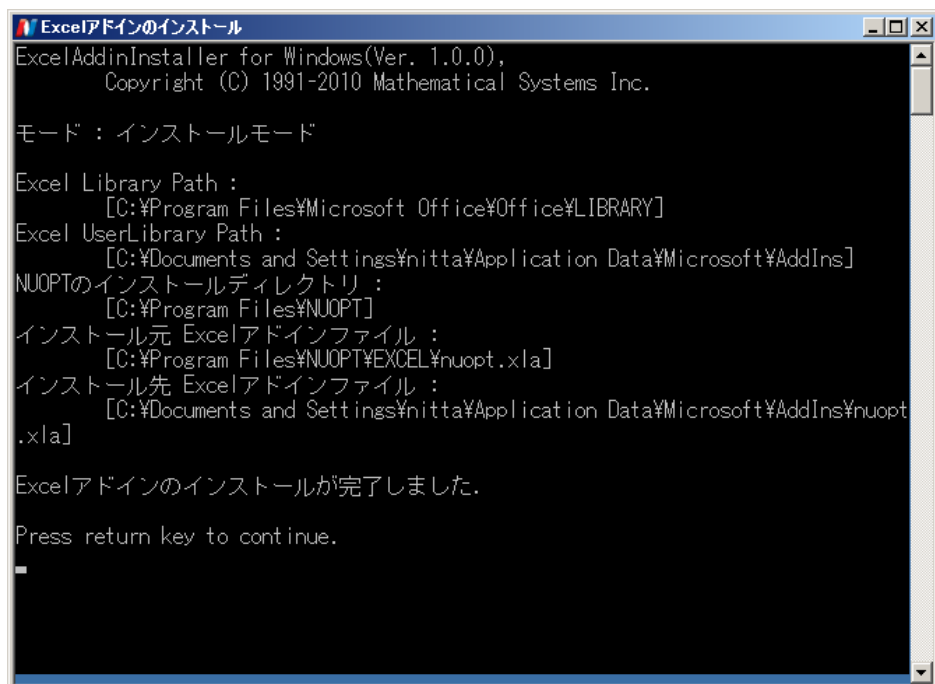 Excelアドインのインストール
ExcelAddinInstaller for Windows(Ver. 1.0.0),
Copyright (C) 1991-2010 Mathematical Systems Inc.
モード : インストールモード
Excel Library Path :
[C:¥Program Files¥Microsoft Office¥Office¥LIBRARY]
Excel UserLibrary Path :
[C:¥Documents and Settings¥nitta¥Application Data¥Microsoft¥AddIns]
NUOPTのインストールディレクトリ :
[C:¥Program Files¥NUOPT]
インストール元 Excelアドインファイル :
[C:¥Program Files¥NUOPT¥EXCEL¥nuopt.xla]
インストール先 Excelアドインファイル :
[C:¥Documents and Settings¥nitta¥Application Data¥Microsoft¥AddIns¥nuopt
.xla]
Excelアドインのインストールが完了しました.
Press return key to continue.